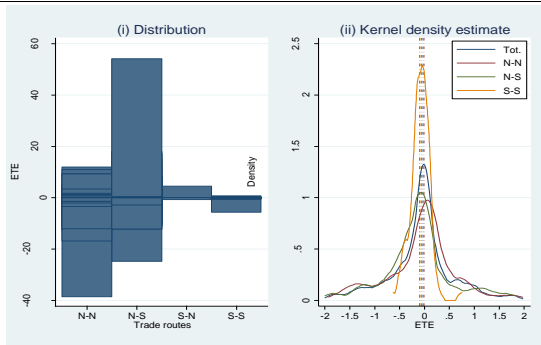 (i) Distribution
ETE
60
40
20
0
-20
-40
N-N
N-S
S-N
S-S
Trade routes
(ii) Kernel density estimate
Density
2.5
2
1.5
1
.5
0
-2
-1.5
-1
-.5
0
.5
1
1.5
2
ETE
Tot.
N-N
N-S
S-S